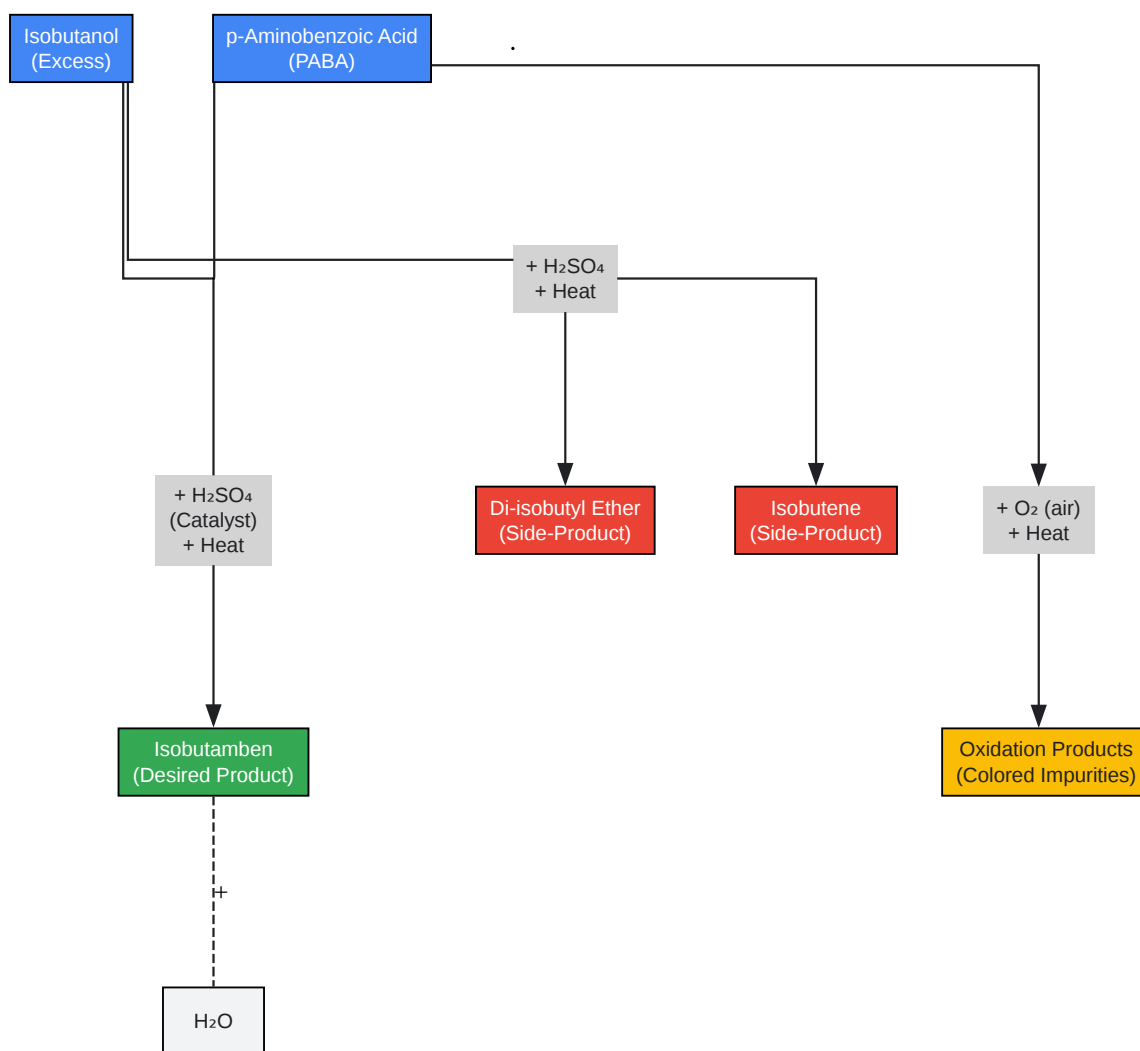 Isobutanol
(Excess)
p-Aminobenzoic Acid
(PABA)
.
+ H₂SO₄
+ Heat
+ H₂SO₄
(Catalyst)
+ Heat
Di-isobutyl Ether
(Side-Product)
Isobutene
(Side-Product)
+ O₂ (air)
+ Heat
Isobutamben
(Desired Product)
Oxidation Products
(Colored Impurities)
+
H₂O